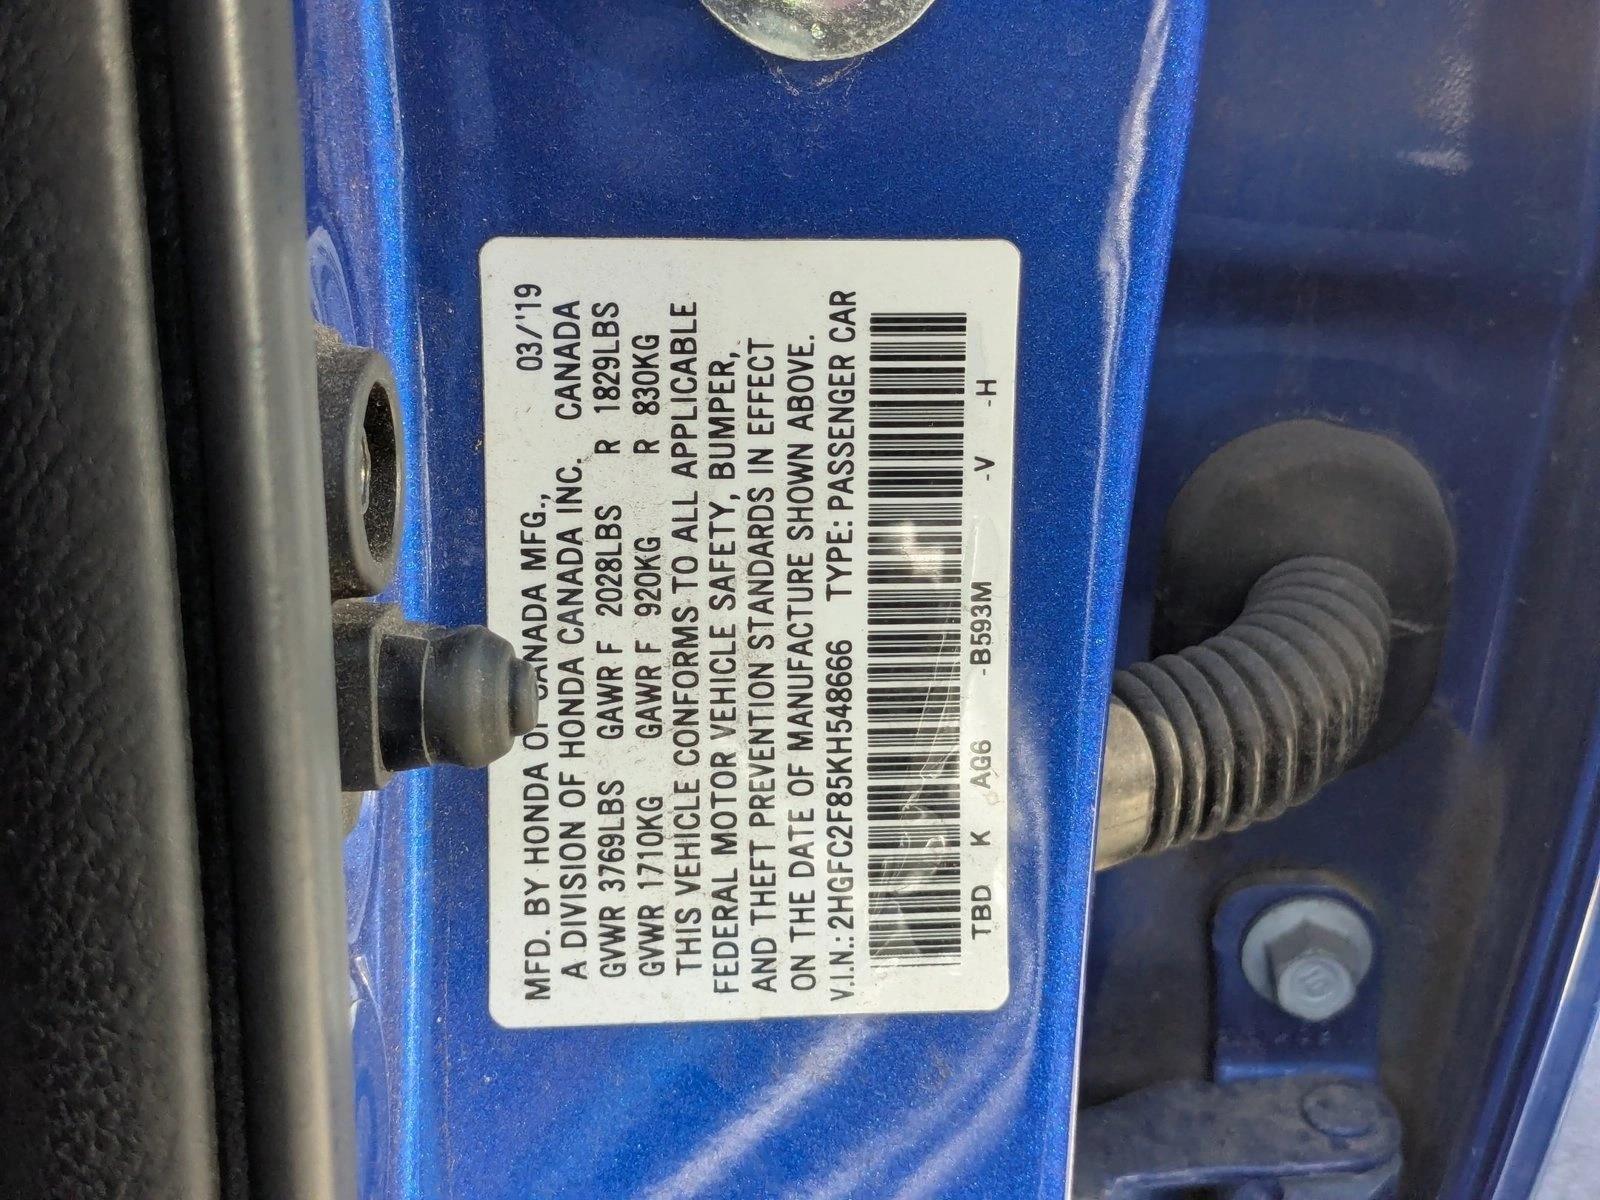 MFD. BY HONDA OF CANADA MFG., 03/'19
A DIVISION OF HONDA CANADA INC. CANADA
GVWR 3769LBS GAWR F 2028LBS R 1829LBS
GVWR 1710KG GAWR F 920KG R 830KG
THIS VEHICLE CONFORMS TO ALL APPLICABLE
FEDERAL MOTOR VEHICLE SAFETY, BUMPER,
AND THEFT PREVENTION STANDARDS IN EFFECT
ON THE DATE OF MANUFACTURE SHOWN ABOVE.
V.I.N.: 2HGFC2F85KH548666 TYPE: PASSENGER CAR
TBD K AG6 -B593M -V -H